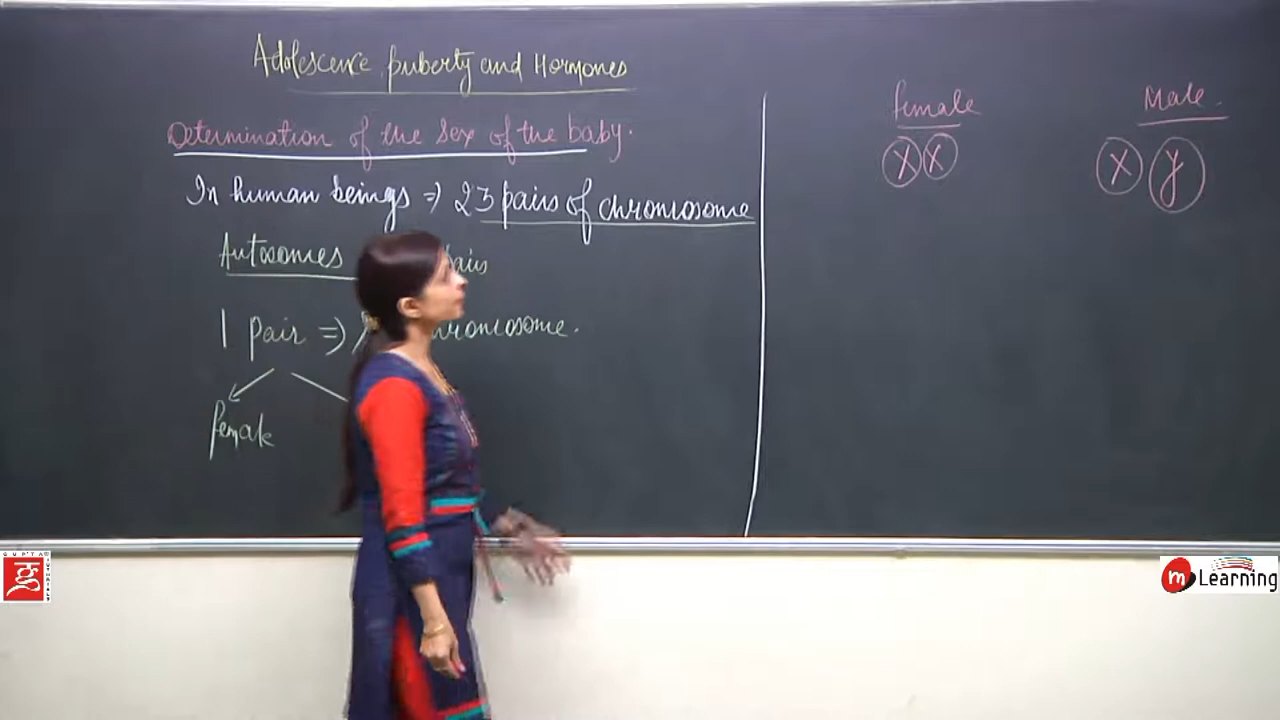 Adolescence, puberty and Hormones
Determination of the sex of the baby.
In human beings ⇒ 23 pairs of chromosome
Autosomes
1 pair ⇒
female
female
X X
Male.
X y
GUPTA
m Learning